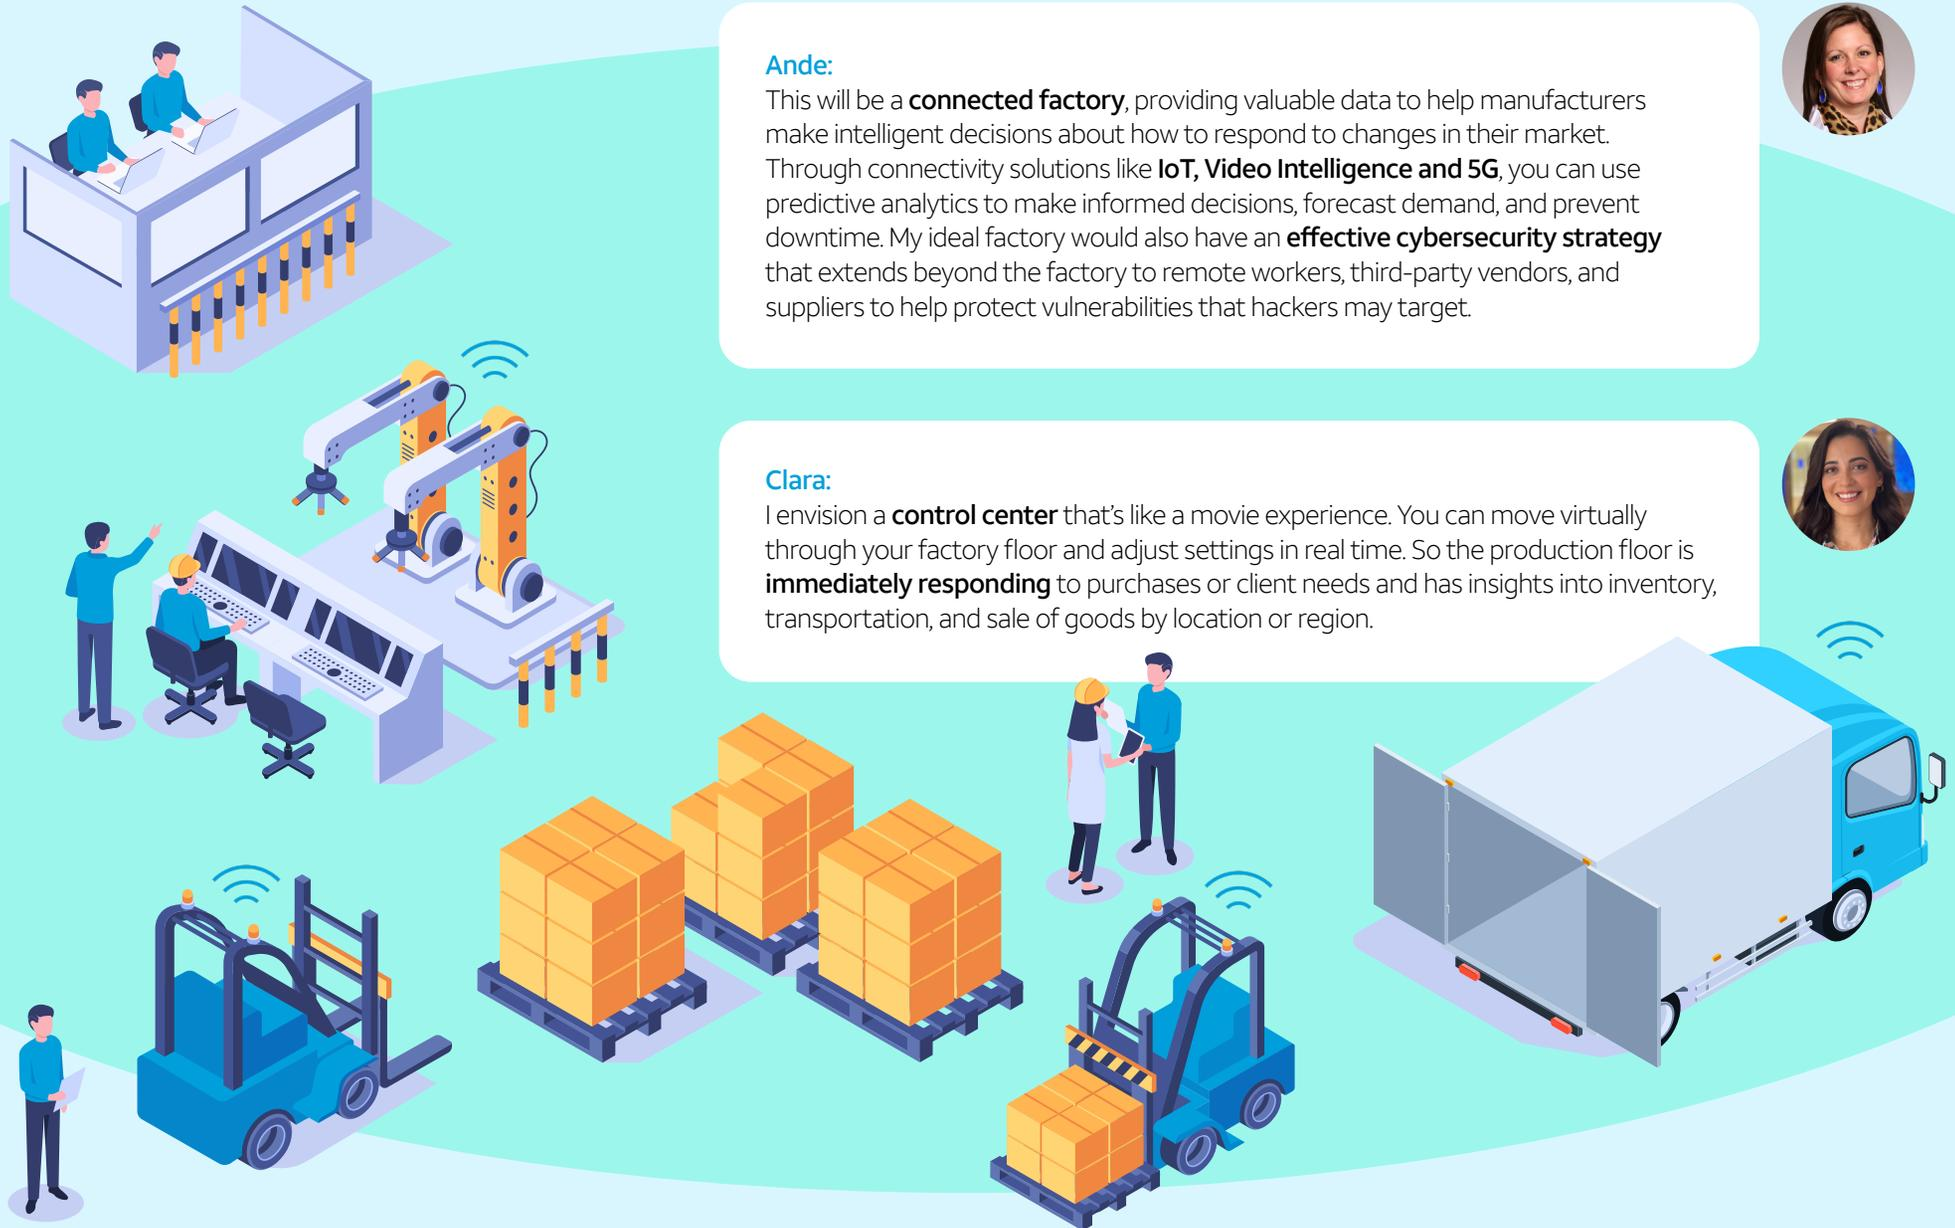 Ande:
This will be a connected factory, providing valuable data to help manufacturers
make intelligent decisions about how to respond to changes in their market.
Through connectivity solutions like IoT, Video Intelligence and 5G, you can use
predictive analytics to make informed decisions, forecast demand, and prevent
downtime. My ideal factory would also have an effective cybersecurity strategy
that extends beyond the factory to remote workers, third-party vendors, and
suppliers to help protect vulnerabilities that hackers may target.
Clara:
I envision a control center that’s like a movie experience. You can move virtually
through your factory floor and adjust settings in real time. So the production floor is
immediately responding to purchases or client needs and has insights into inventory,
transportation, and sale of goods by location or region.